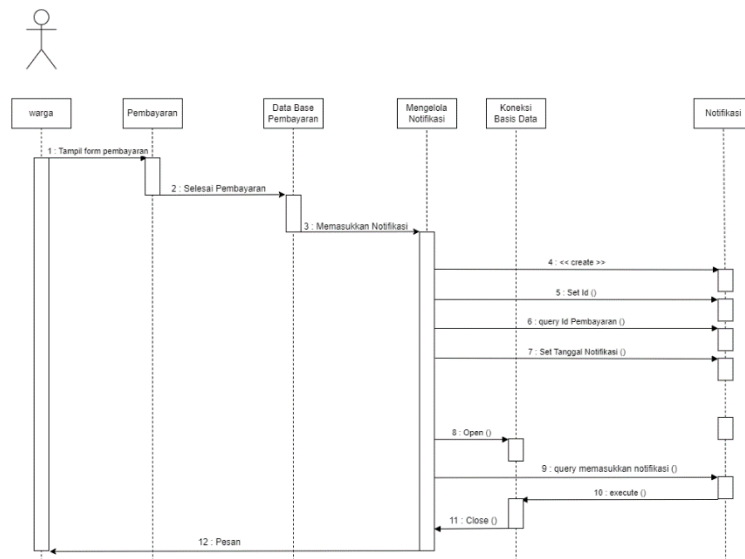 warga
Pembayaran
Data Base
Pembayaran
Mengelola
Notifikasi
Koneksi
Basis Data
Notifikasi
1 : Tampil form pembayaran
2 : Selesai Pembayaran
3 : Memasukkan Notifikasi
4 : << create >>
5 : Set Id ()
6 : query Id Pembayaran ()
7 : Set Tanggal Notifikasi ()
8 : Open ()
9 : query memasukkan notifikasi ()
10 : execute ()
11 : Close ()
12 : Pesan